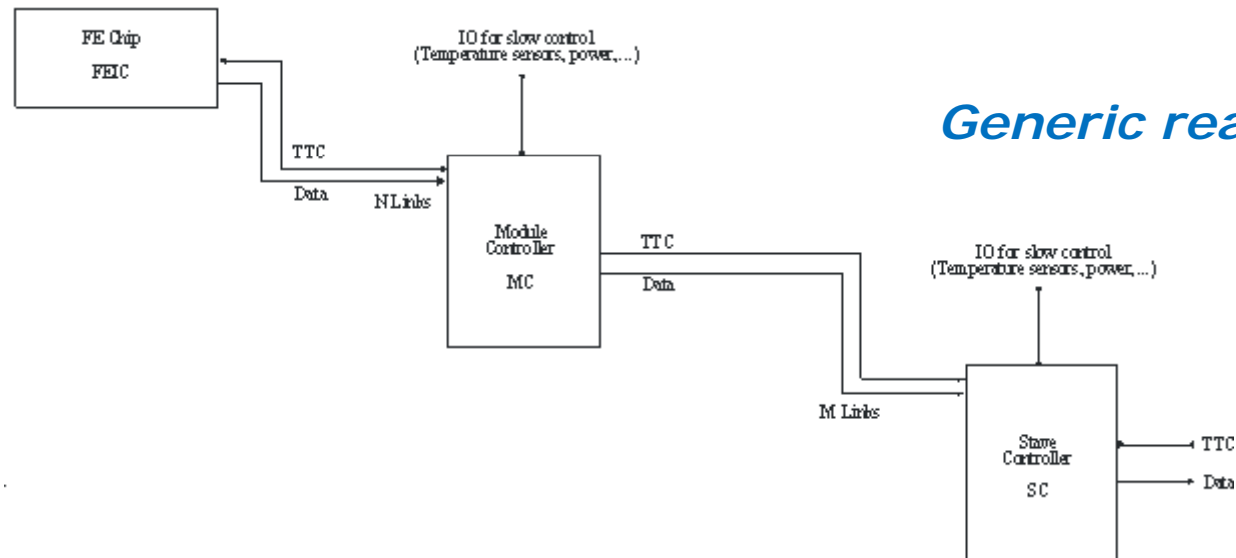 FE Chip
FEIC
IO for slow control
(Temperature sensors, power,...)
Generic rea
TTC
Data
N Links
Module
Controller
MC
TTC
Data
IO for slow control
(Temperature sensors, power,...)
M Links
Stave
Controller
SC
TTC
Data